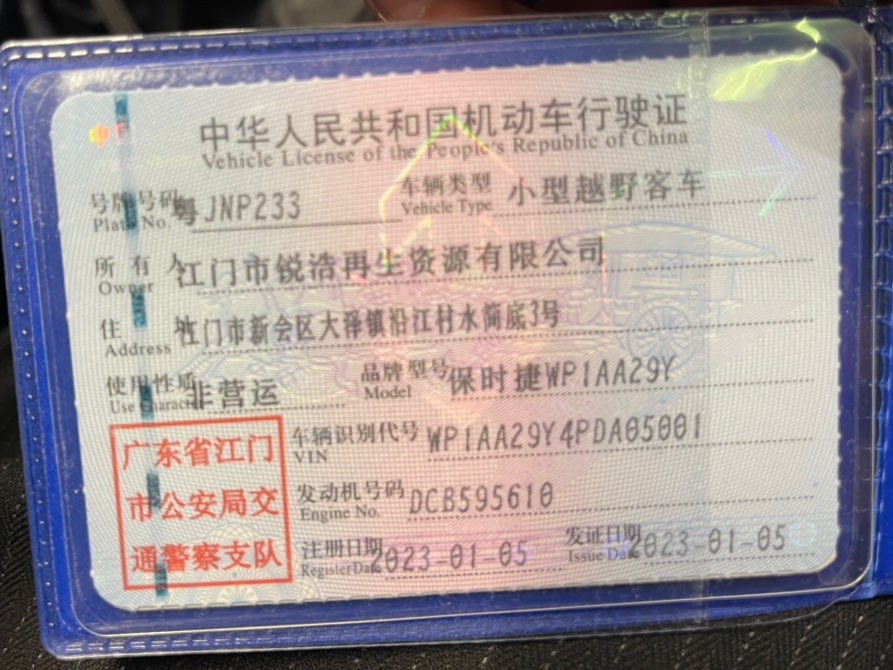 中华人民共和国机动车行驶证
Vehicle License of the People's Republic of China
号牌号码 粤JNP233 车辆类型 小型越野客车
Plate No. Vehicle Type
所有人 江门市锐浩再生资源有限公司
Owner
住址 江门市新会区大泽镇沿江村水筒底3号
Address
使用性质 非营运 品牌型号 保时捷WP1AA29Y
Use Character Model
车辆识别代号 WP1AA29Y4PDA05001
VIN
发动机号码 DCB595610
Engine No.
注册日期 2023-01-05 发证日期 2023-01-05
Register Date Issue Date
广东省江门
市公安局交
通警察支队